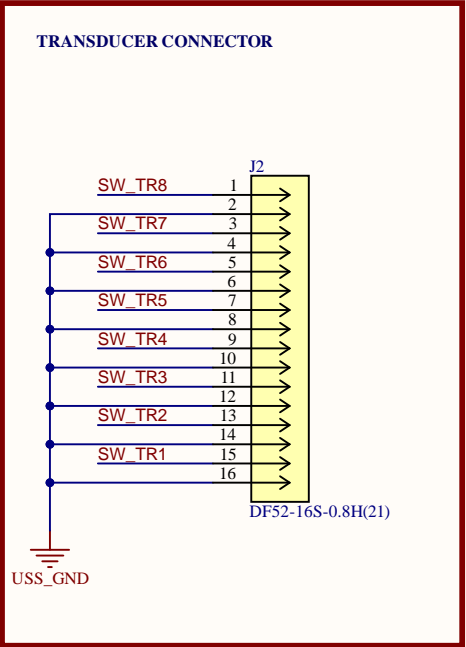 TRANSDUCER CONNECTOR
J2
SW_TR8 1
2
SW_TR7 3
4
SW_TR6 5
6
SW_TR5 7
8
SW_TR4 9
10
SW_TR3 11
12
SW_TR2 13
14
SW_TR1 15
16
DF52-16S-0.8H(21)
USS_GND